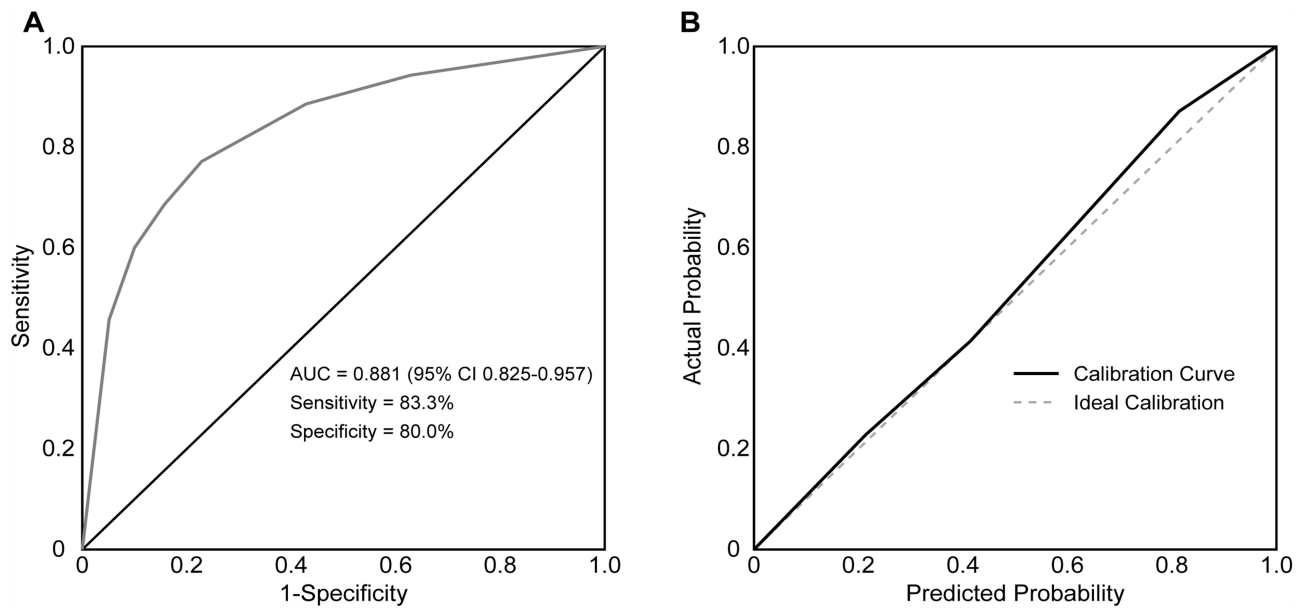 A
1.0
0.8
0.6
0.4
0.2
0
Sensitivity
AUC = 0.881 (95% CI 0.825-0.957)
Sensitivity = 83.3%
Specificity = 80.0%
0 0.2 0.4 0.6 0.8 1.0
1-Specificity
B
1.0
0.8
0.6
0.4
0.2
0
Actual Probability
Calibration Curve
Ideal Calibration
0 0.2 0.4 0.6 0.8 1.0
Predicted Probability